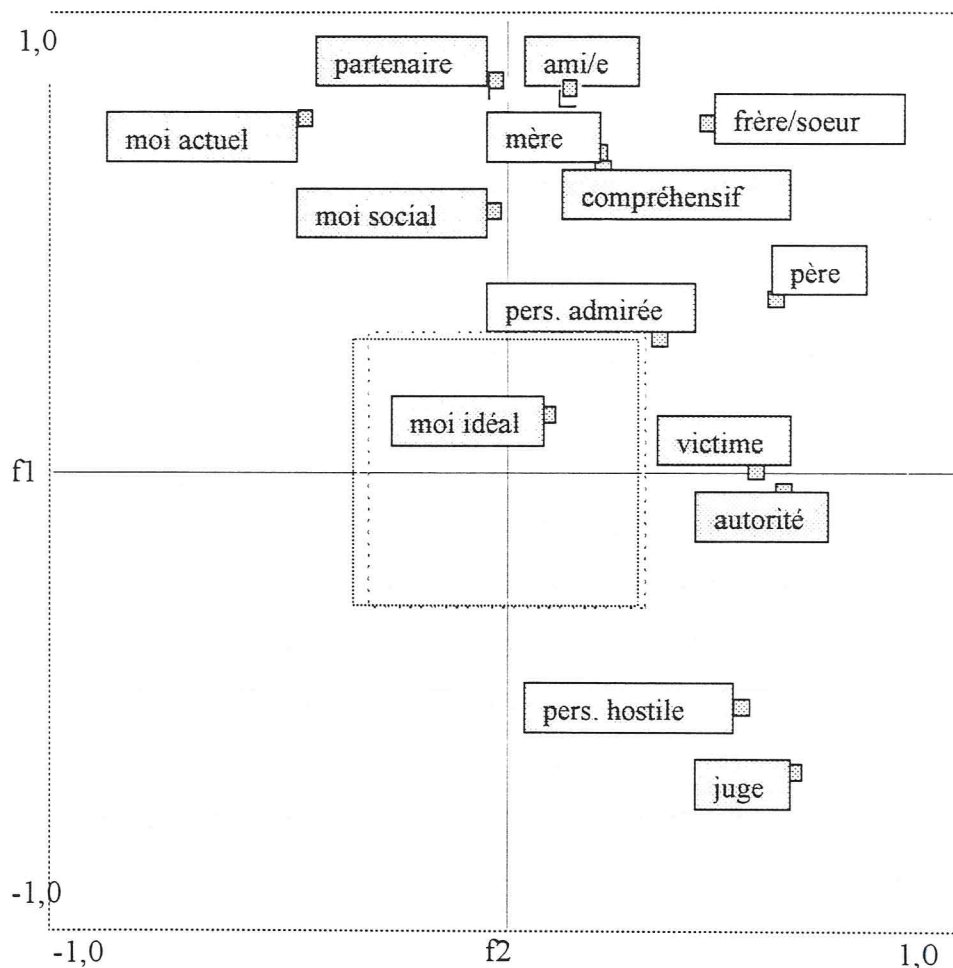 1,0
partenaire
ami/e
moi actuel
mère
frère/soeur
compréhensif
moi social
père
pers. admirée
moi idéal
victime
f1
autorité
pers. hostile
juge
-1,0
-1,0
f2
1,0